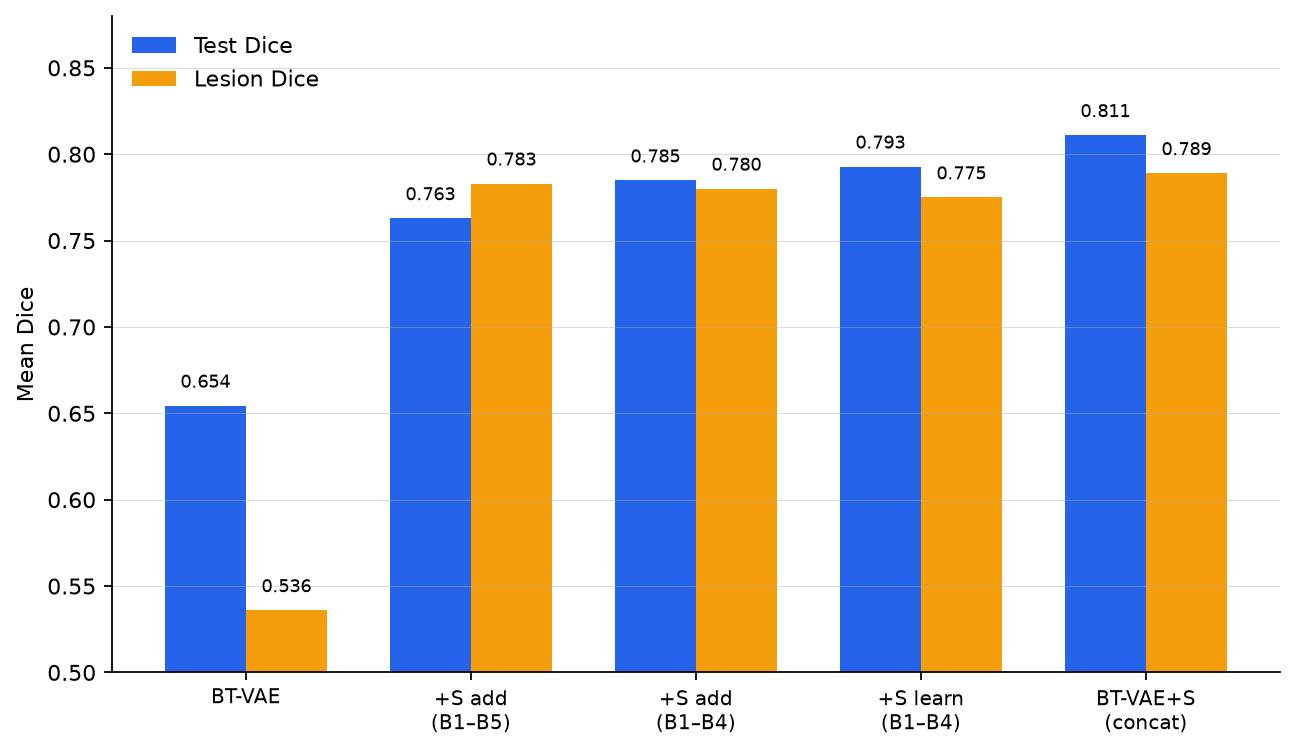 Test Dice
Lesion Dice
Mean Dice
0.85
0.80
0.75
0.70
0.65
0.60
0.55
0.50
0.654
0.536
0.763
0.783
0.785
0.780
0.793
0.775
0.811
0.789
BT-VAE
+S add
(B1–B5)
+S add
(B1–B4)
+S learn
(B1–B4)
BT-VAE+S
(concat)